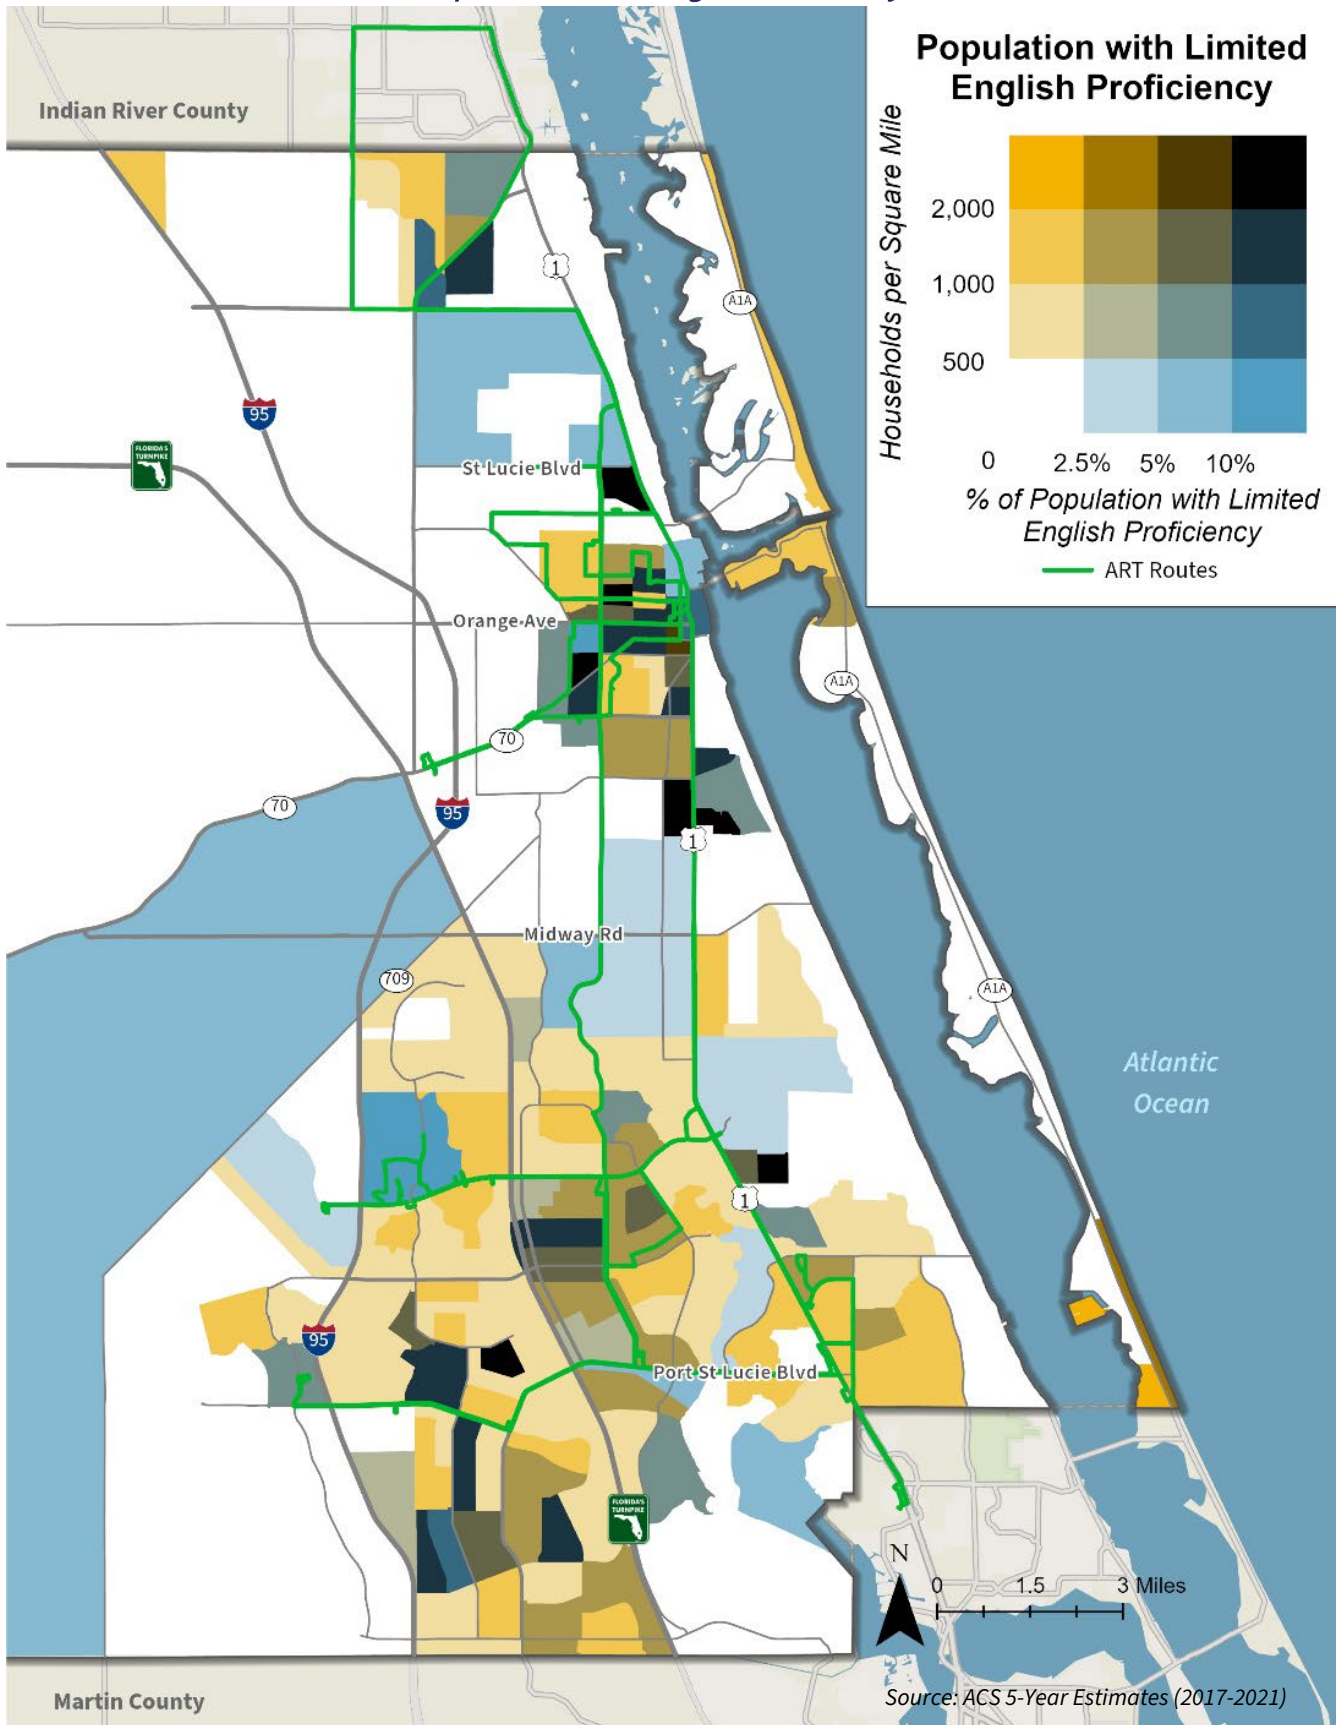 Population with Limited
English Proficiency
Households per Square Mile
2,000
1,000
500
0
2.5%
5%
10%
% of Population with Limited
English Proficiency
ART Routes
Indian River County
1
A1A
95
FLORIDA'S
TURNPIKE
St Lucie Blvd
Orange Ave
A1A
70
70
95
1
Midway Rd
709
A1A
Atlantic
Ocean
1
95
Port St Lucie Blvd
FLORIDA'S
TURNPIKE
N
0 1.5 3 Miles
Martin County
Source: ACS 5-Year Estimates (2017-2021)